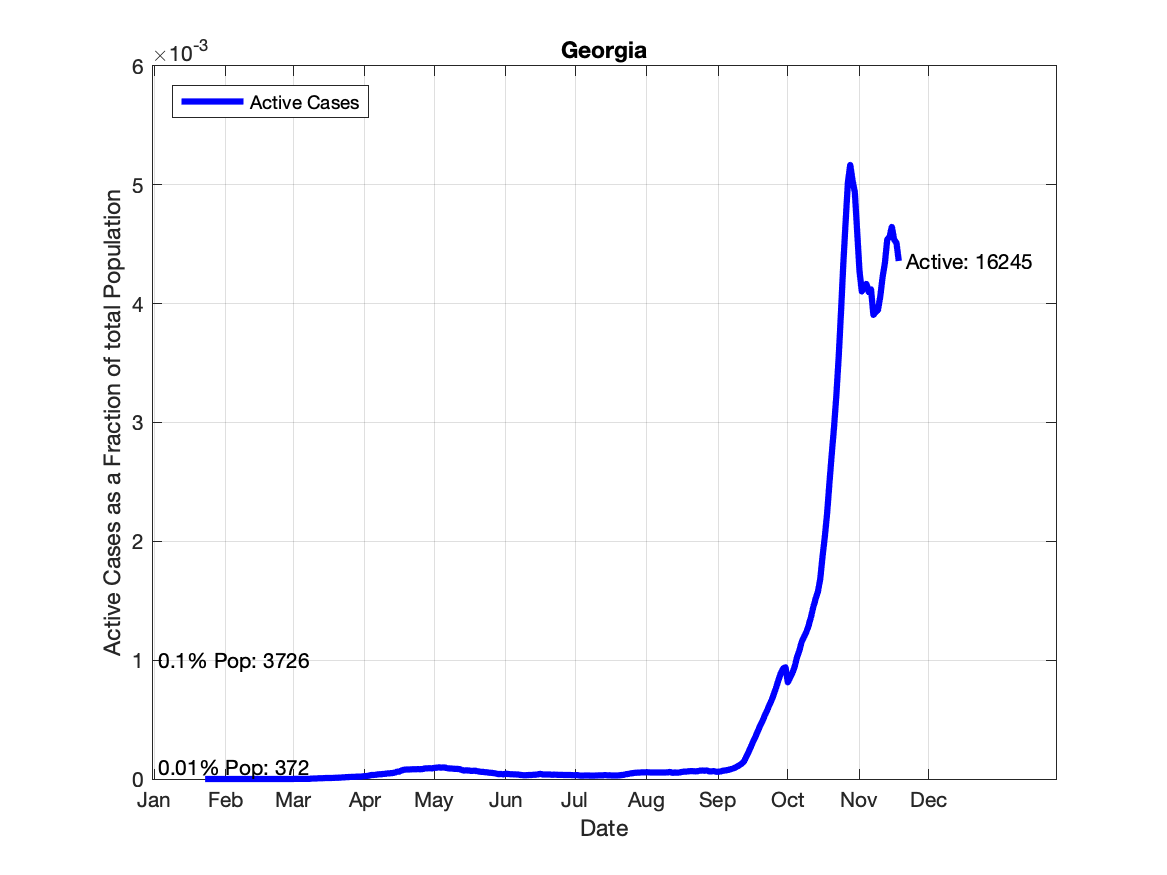 Georgia
×10-3
Active Cases
6
5
4
3
2
1
0
Active Cases as a Fraction of total Population
Active: 16245
0.1% Pop: 3726
0.01% Pop: 372
Jan Feb Mar Apr May Jun Jul Aug Sep Oct Nov Dec
Date